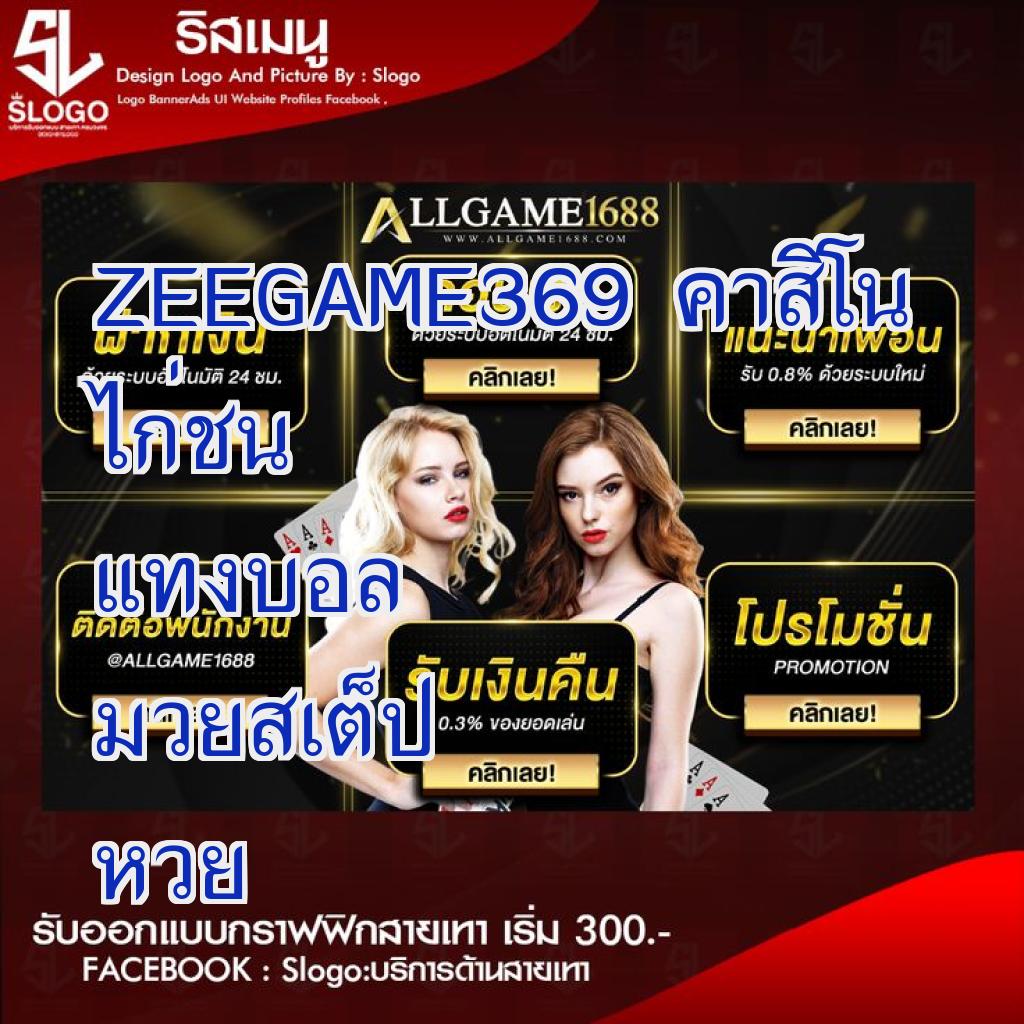 SL
SLOGO
ริสเมนู
Design Logo And Picture By : Slogo
Logo BannerAds UI Website Profiles Facebook .
ALLGAME1688
WWW.ALLGAME1688.COM
ZEEGAME369 คาสิโน
ฝากเงิน
ด้วยระบบอัตโนมัติ 24 ชม.
ด้วยระบบอัตโนมัติ 24 ชม.
คลิกเลย!
แนะนำเพื่อน
รับ 0.8% ด้วยระบบใหม่
คลิกเลย!
ไก่ชน
แทงบอล
ติดต่อพนักงาน
@ALLGAME1688
มวยสเต็ป
รับเงินคืน
0.3% ของยอดเล่น
คลิกเลย!
โปรโมชั่น
PROMOTION
คลิกเลย!
หวย
รับออกแบบกราฟฟิกสายเทา เริ่ม 300.-
FACEBOOK : Slogo:บริการด้านสายเทา